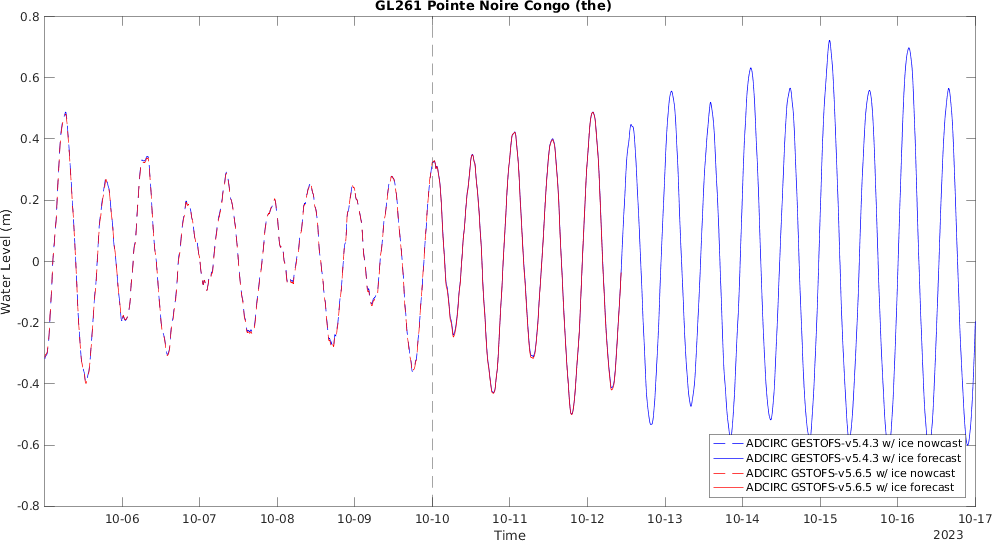 GL261 Pointe Noire Congo (the)
0.8
0.6
0.4
0.2
0
-0.2
-0.4
-0.6
-0.8
Water Level (m)
ADCIRC GESTOFS-v5.4.3 w/ ice nowcast
ADCIRC GESTOFS-v5.4.3 w/ ice forecast
ADCIRC GSTOFS-v5.6.5 w/ ice nowcast
ADCIRC GSTOFS-v5.6.5 w/ ice forecast
10-06 10-07 10-08 10-09 10-10 10-11 10-12 10-13 10-14 10-15 10-16 10-17
Time
2023